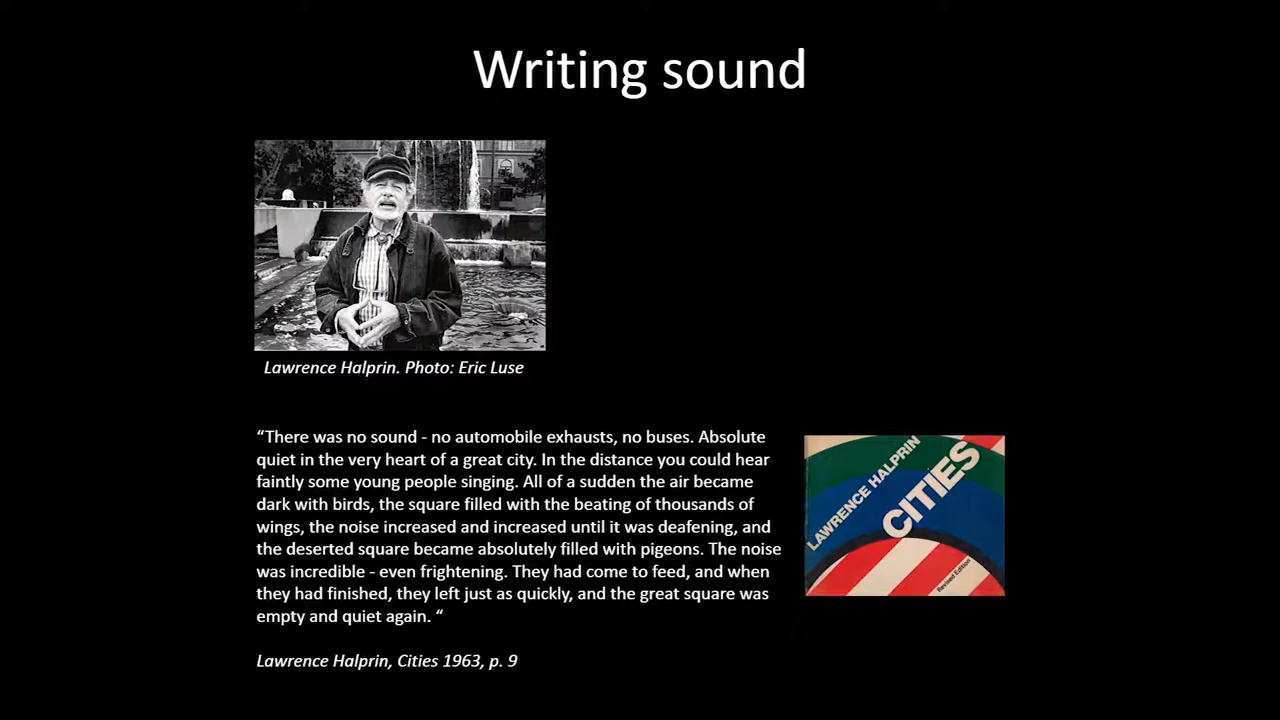 Writing sound
Lawrence Halprin. Photo: Eric Luse
“There was no sound - no automobile exhausts, no buses. Absolute
quiet in the very heart of a great city. In the distance you could hear
faintly some young people singing. All of a sudden the air became
dark with birds, the square filled with the beating of thousands of
wings, the noise increased and increased until it was deafening, and
the deserted square became absolutely filled with pigeons. The noise
was incredible - even frightening. They had come to feed, and when
they had finished, they left just as quickly, and the great square was
empty and quiet again. “
Lawrence Halprin, Cities 1963, p. 9
LAWRENCE HALPRIN
CITIES
Revised Edition